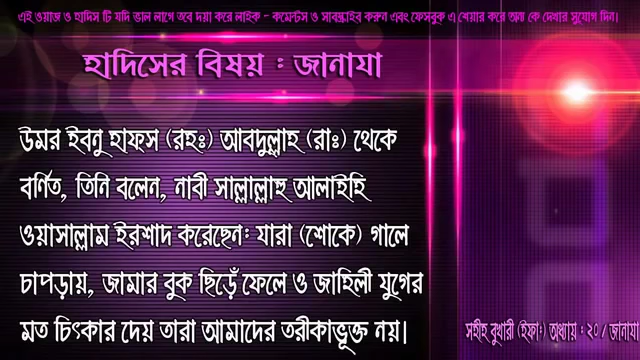 এই ওয়াজ ও হাদিস টি যদি ভাল লাগে তবে দয়া করে লাইক - কমেন্টস ও সাবস্ক্রাইব করুন এবং ফেসবুক এ শেয়ার করে অন্য কে দেখার সুযোগ দিন।
হাদিসের বিষয় : জানাযা
উমর ইবনু হাফস (রহঃ) আবদুল্লাহ (রাঃ) থেকে
বর্ণিত, তিনি বলেন, নাবী সাল্লাল্লাহু আলাইহি
ওয়াসাল্লাম ইরশাদ করেছেনঃ যারা (শোকে) গালে
চাপড়ায়, জামার বুক ছিড়েঁ ফেলে ও জাহিলী যুগের
মত চিৎকার দেয় তারা আমাদের তরীকাভূক্ত নয়।
সহীহ বুখারী (ইফাঃ) অধ্যায় : ২০ / জানাযা